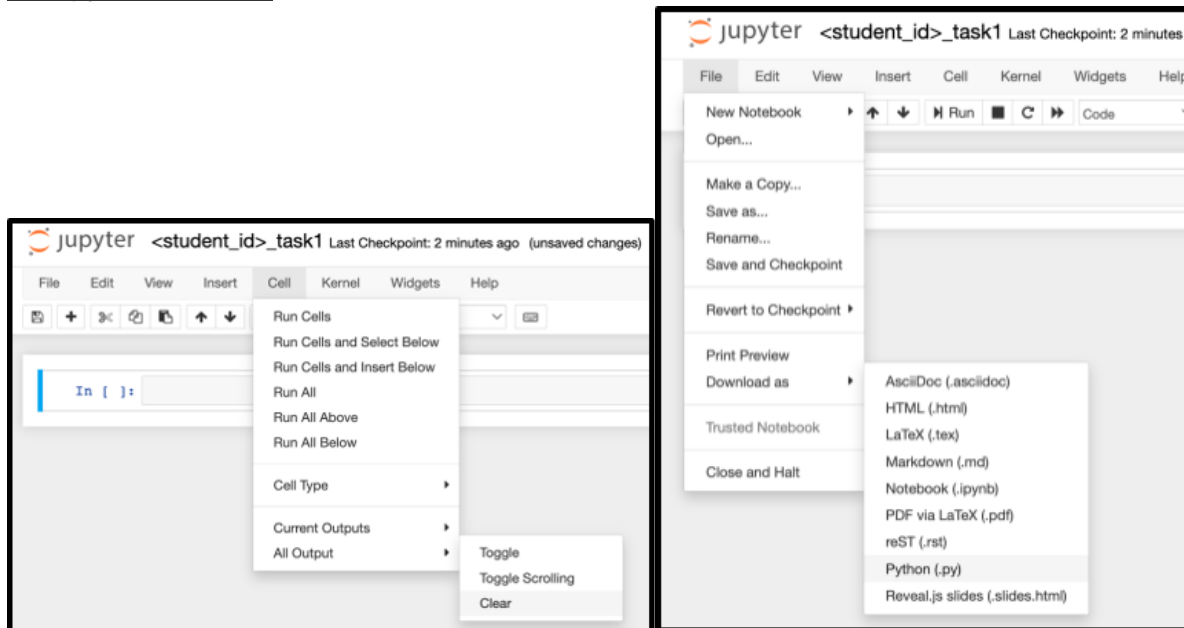 jupyter <student_id>_task1 Last Checkpoint: 2 minutes ago (unsaved changes)
File Edit View Insert Cell Kernel Widgets Help
Run Cells
Run Cells and Select Below
Run Cells and Insert Below
In [ ]:
Run All
Run All Above
Run All Below
Cell Type
Current Outputs
All Output
Toggle
Toggle Scrolling
Clear
jupyter <student_id>_task1 Last Checkpoint: 2 minutes
File Edit View Insert Cell Kernel Widgets Help
New Notebook
Run Code
Open...
Make a Copy...
Save as...
Rename...
Save and Checkpoint
Revert to Checkpoint
Print Preview
Download as
AsciiDoc (.asciidoc)
HTML (.html)
Trusted Notebook
LaTeX (.tex)
Markdown (.md)
Close and Halt
Notebook (.ipynb)
PDF via LaTeX (.pdf)
reST (.rst)
Python (.py)
Reveal.js slides (.slides.html)